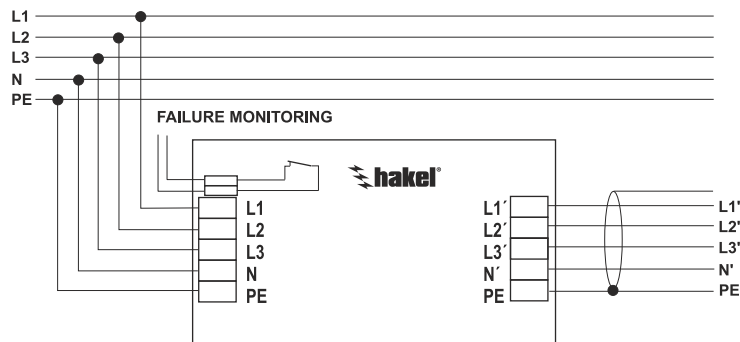 L1
L2
L3
N
PE
FAILURE MONITORING
hakel®
L1 L1´ L1'
L2 L2´ L2'
L3 L3´ L3'
N N´ N'
PE PE PE